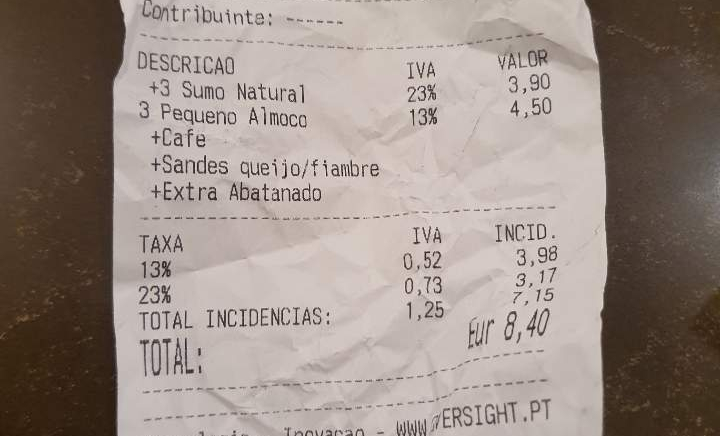 Contribuinte: ------
DESCRICAO IVA VALOR
+3 Sumo Natural 23% 3,90
3 Pequeno Almoco 13% 4,50
+Cafe
+Sandes queijo/fiambre
+Extra Abatanado
TAXA IVA INCID.
13% 0,52 3,98
23% 0,73 3,17
TOTAL INCIDENCIAS: 1,25 7,15
TOTAL: Eur 8,40
Inovacao - WWW ERSIGHT.PT